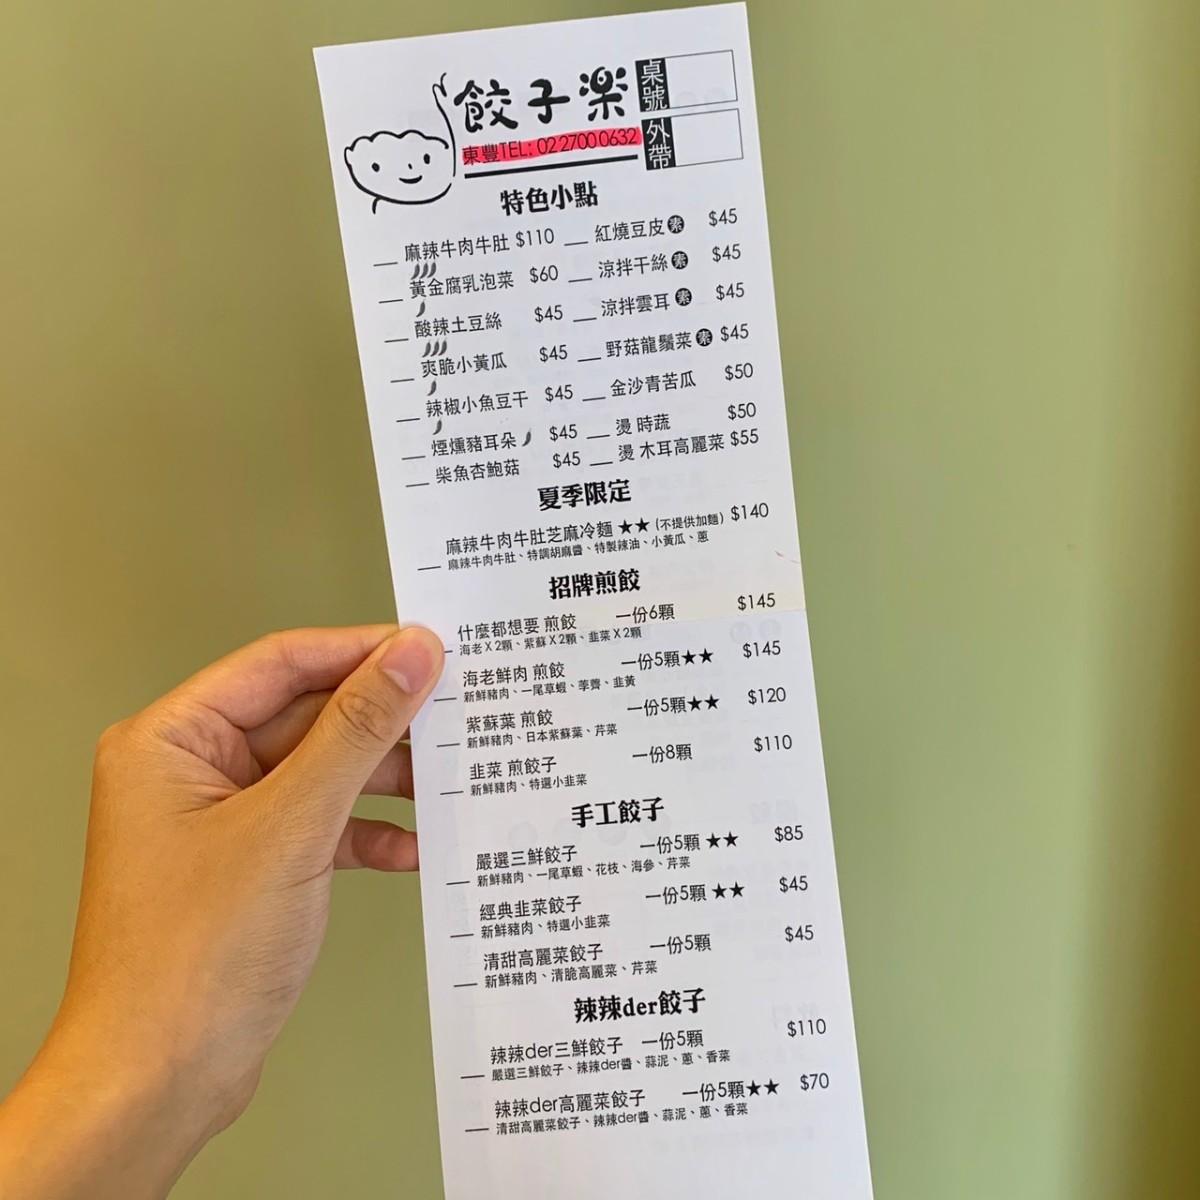 餃子楽
東豐TEL: 02 2700 0632
桌號
外帶
特色小點
麻辣牛肉牛肚 $110
紅燒豆皮 素 $45
黃金腐乳泡菜 $60
涼拌干絲 素 $45
酸辣土豆絲 $45
涼拌雲耳 素 $45
爽脆小黃瓜 $45
野菇龍鬚菜 素 $45
辣椒小魚豆干 $45
金沙青苦瓜 $50
煙燻豬耳朵 $45
燙 時蔬 $50
柴魚杏鮑菇 $45
燙 木耳高麗菜 $55
夏季限定
麻辣牛肉牛肚芝麻冷麵 ★★ (不提供加麵) $140
麻辣牛肉牛肚、特調胡麻醬、特製辣油、小黃瓜、蔥
招牌煎餃
什麼都想要 煎餃 一份6顆 $145
海老X2顆、紫蘇X2顆、韭菜X2顆
海老鮮肉 煎餃 一份5顆★★ $145
新鮮豬肉、一尾草蝦、荸薺、韭黃
紫蘇葉 煎餃 一份5顆★★ $120
新鮮豬肉、日本紫蘇葉、芹菜
韭菜 煎餃子 一份8顆 $110
新鮮豬肉、特選小韭菜
手工餃子
嚴選三鮮餃子 一份5顆 ★★ $85
新鮮豬肉、一尾草蝦、花枝、海參、芹菜
經典韭菜餃子 一份5顆 ★★ $45
新鮮豬肉、特選小韭菜
清甜高麗菜餃子 一份5顆 $45
新鮮豬肉、清脆高麗菜、芹菜
辣辣der餃子
辣辣der三鮮餃子 一份5顆 $110
嚴選三鮮餃子、辣辣der醬、蒜泥、蔥、香菜
辣辣der高麗菜餃子 一份5顆★★ $70
清甜高麗菜餃子、辣辣der醬、蒜泥、蔥、香菜